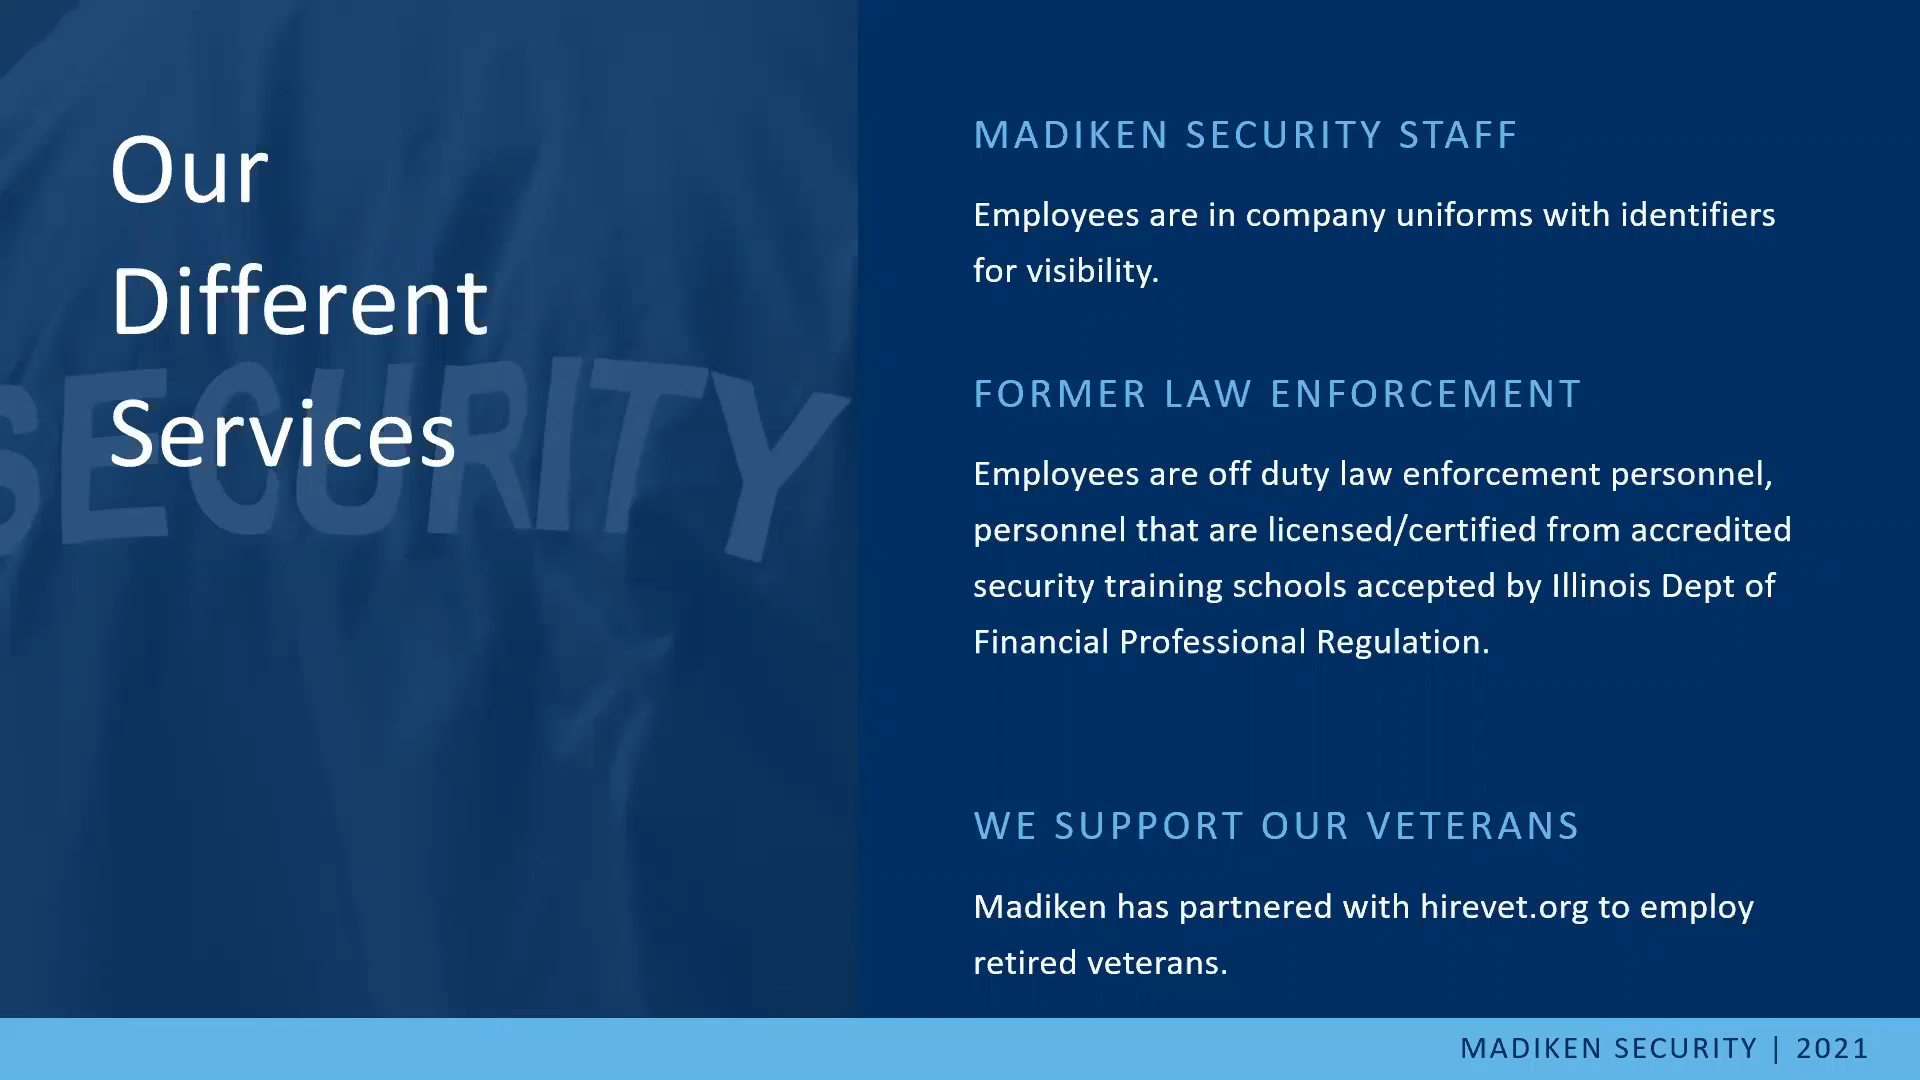 Our
Different
Services
SECURITY
MADIKEN SECURITY STAFF
Employees are in company uniforms with identifiers
for visibility.
FORMER LAW ENFORCEMENT
Employees are off duty law enforcement personnel,
personnel that are licensed/certified from accredited
security training schools accepted by Illinois Dept of
Financial Professional Regulation.
WE SUPPORT OUR VETERANS
Madiken has partnered with hirevet.org to employ
retired veterans.
MADIKEN SECURITY | 2021